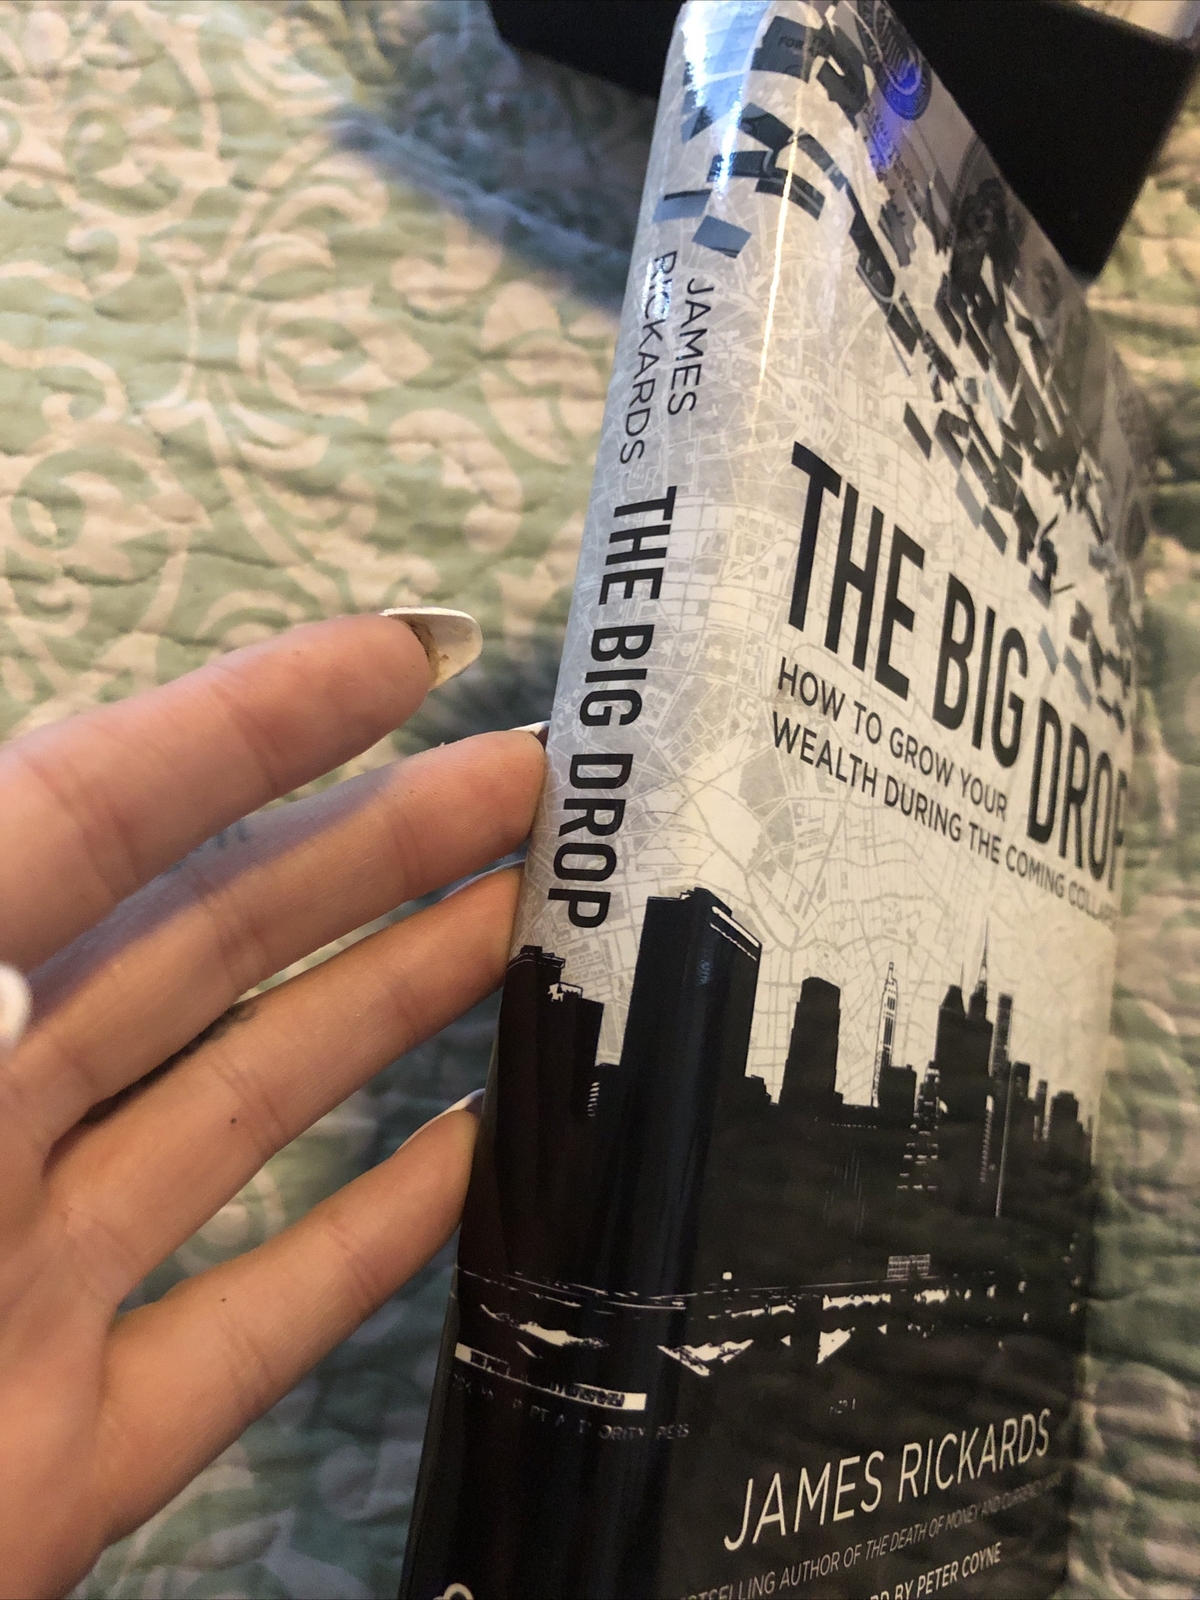 JAMES
RICKARDS
THE BIG DROP
THE BIG DROP
HOW TO GROW YOUR
WEALTH DURING THE COMING
JAMES RICKARDS
AUTHOR OF THE DEATH OF MONEY AND CURRENCY
BY PETER COYNE